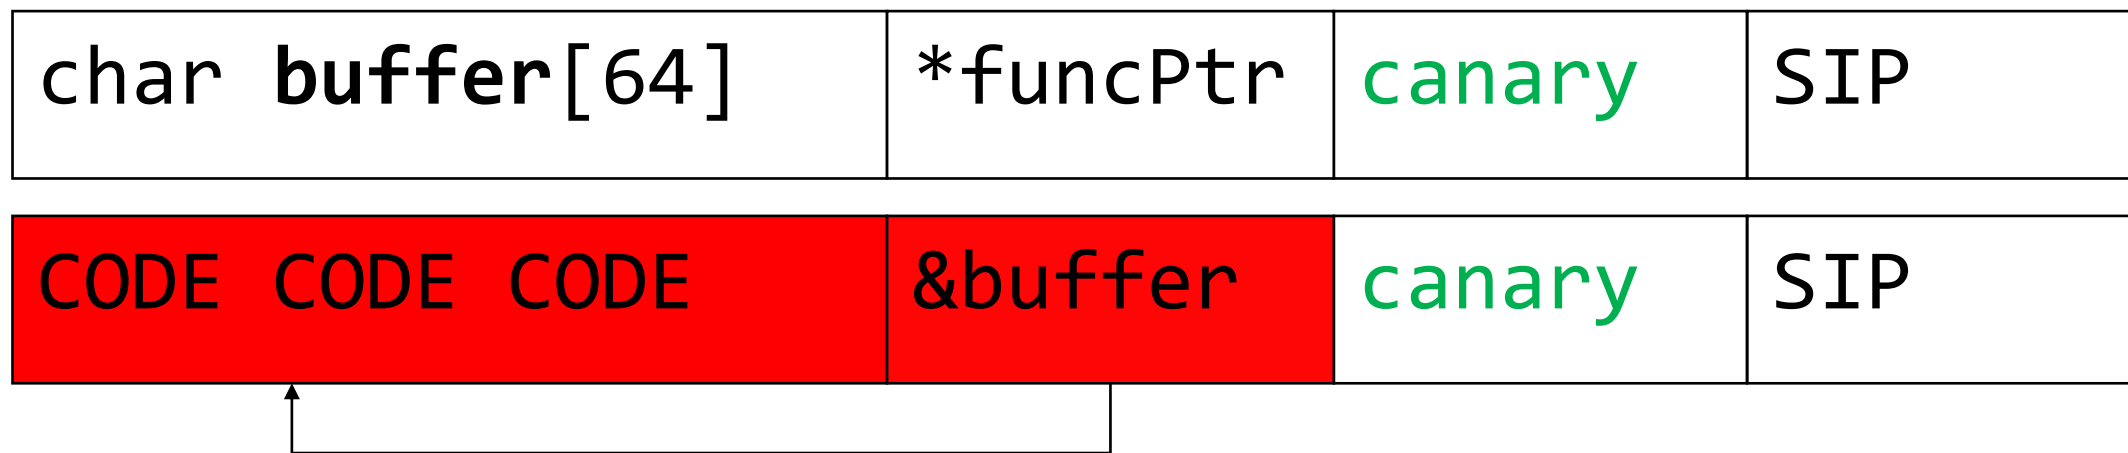 char buffer[64] *funcPtr canary SIP
CODE CODE CODE &buffer canary SIP